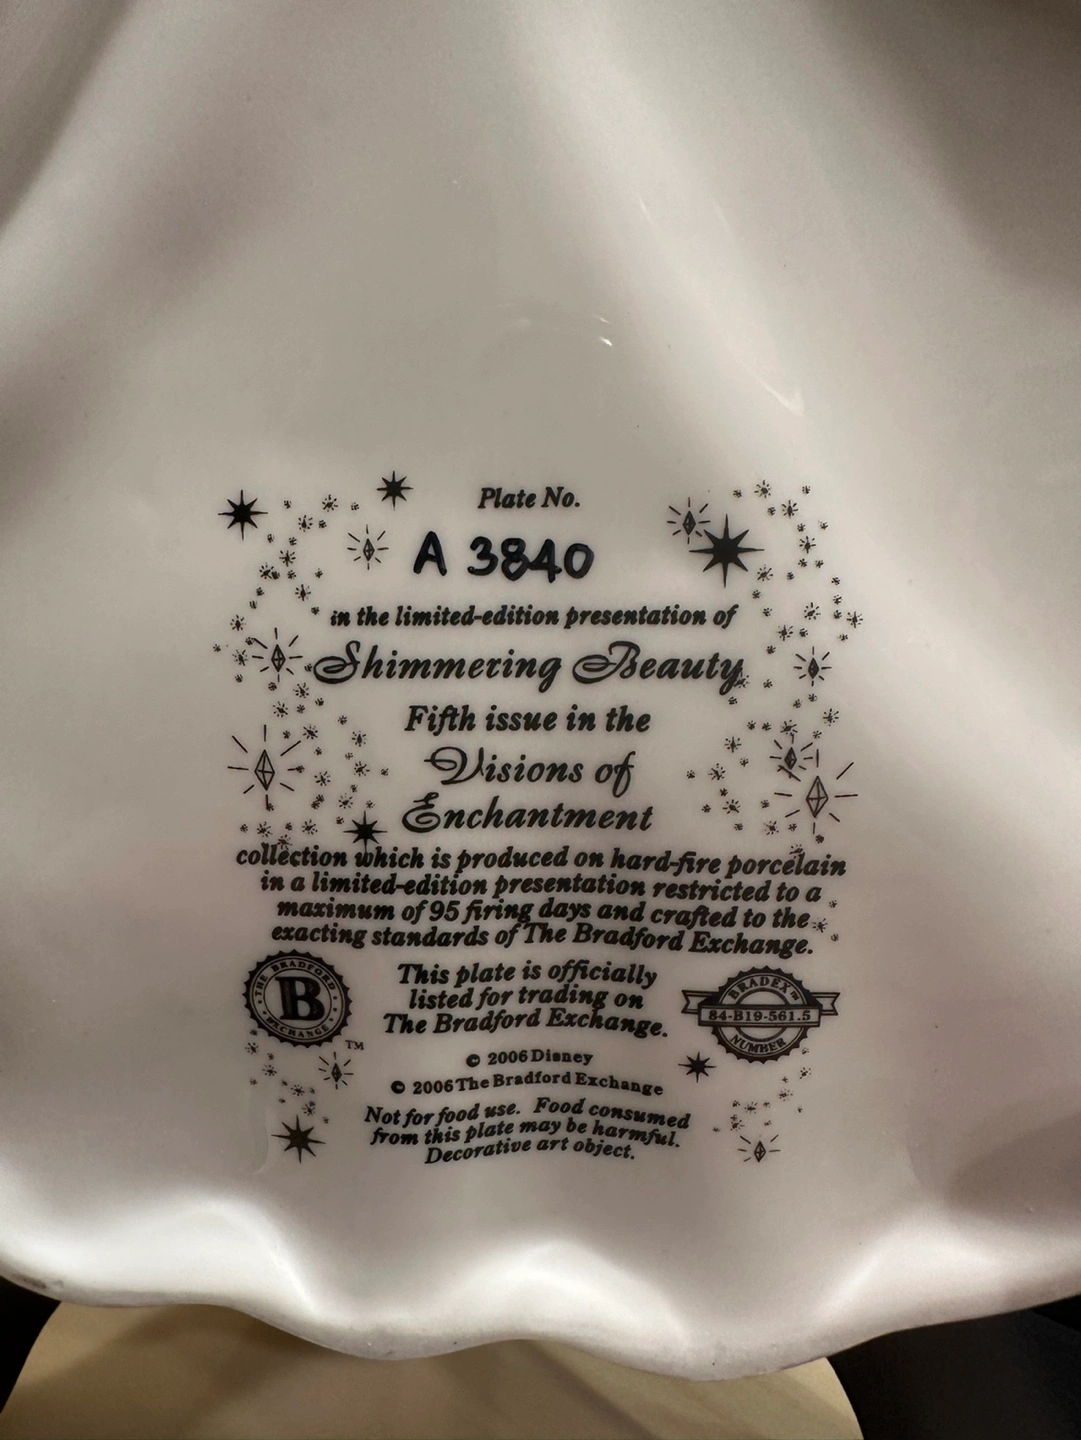 Plate No.
A 3840
in the limited-edition presentation of
Shimmering Beauty
Fifth issue in the
Visions of
Enchantment
collection which is produced on hard-fire porcelain
in a limited-edition presentation restricted to a
maximum of 95 firing days and crafted to the
exacting standards of The Bradford Exchange.
THE BRADFORD
B
EXCHANGE
TM
This plate is officially
listed for trading on
The Bradford Exchange.
BRADEX™
84-B19-561.5
NUMBER
© 2006 Disney
© 2006 The Bradford Exchange
Not for food use. Food consumed
from this plate may be harmful.
Decorative art object.